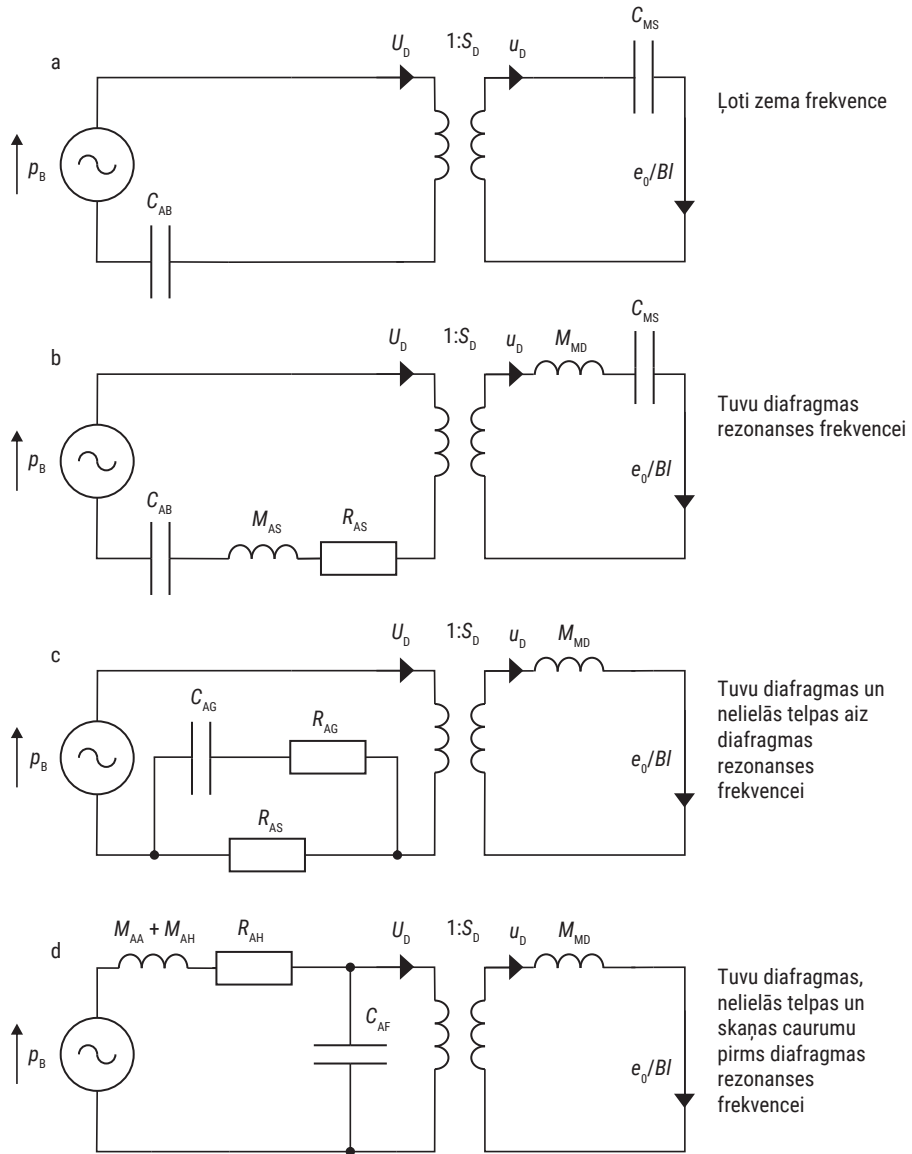 a
U_D
1:S_D
u_D
C_MS
p_B
C_AB
e_0/Bl
Ļoti zema frekvence
b
U_D
1:S_D
u_D
M_MD
C_MS
p_B
C_AB
M_AS
R_AS
e_0/Bl
Tuvu diafragmas
rezonanses frekvencei
c
U_D
1:S_D
u_D
M_MD
C_AG
R_AG
p_B
R_AS
e_0/Bl
Tuvu diafragmas un
nelielās telpas aiz
diafragmas
rezonanses
frekvencei
d
M_AA + M_AH
R_AH
U_D
1:S_D
u_D
M_MD
p_B
C_AF
e_0/Bl
Tuvu diafragmas,
nelielās telpas un
skaņas caurumu
pirms diafragmas
rezonanses
frekvencei